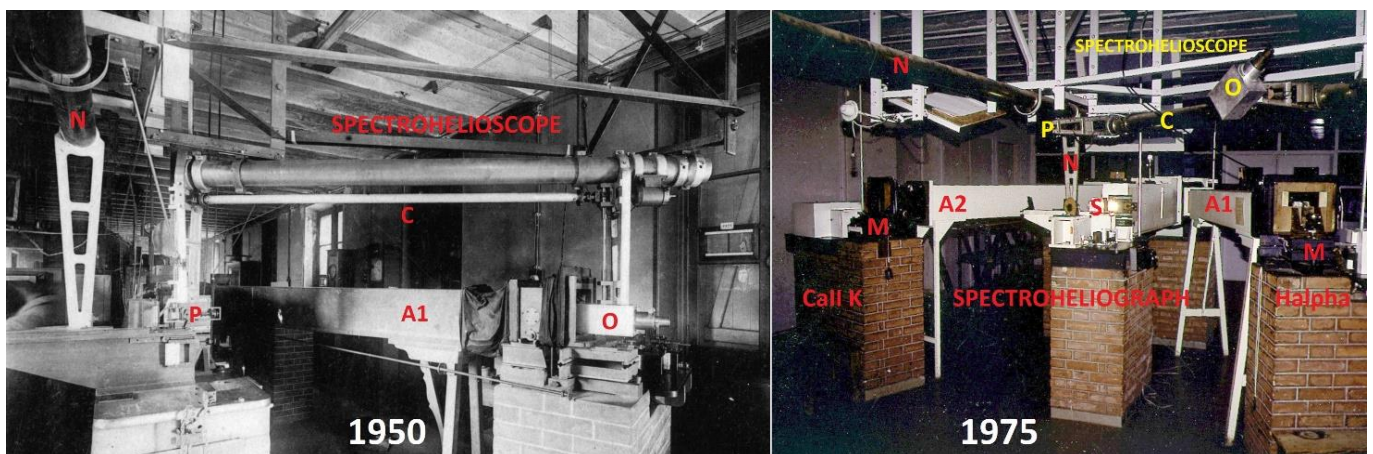 N
SPECTROHELIOSCOPE
C
P
A1
O
1950
SPECTROHELIOSCOPE
N
O
P
C
N
A2
S
A1
M
M
CaII K
SPECTROHELIOGRAPH
Halpha
1975